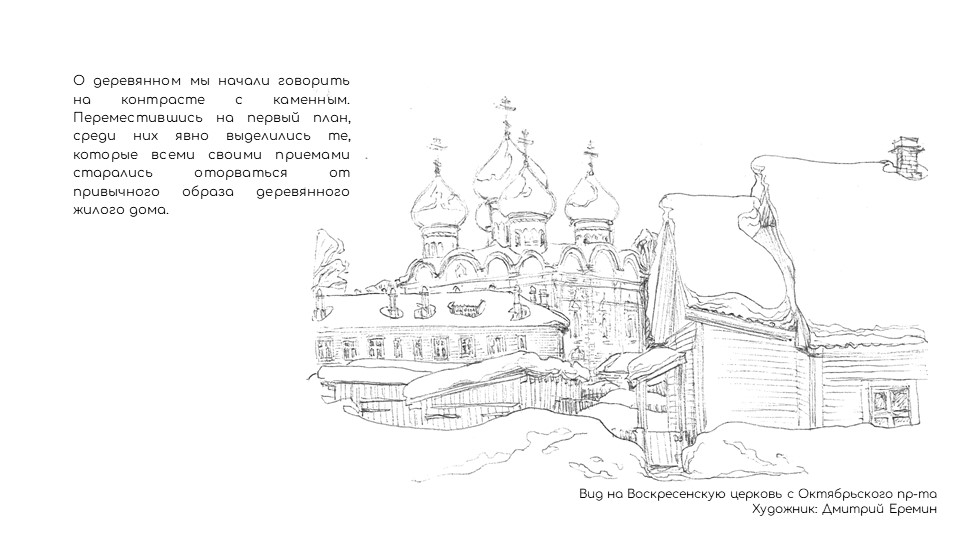 О деревянном мы начали говорить
на контрасте с каменным.
Переместившись на первый план,
среди них явно выделились те,
которые всеми своими приемами
старались оторваться от
привычного образа деревянного
жилого дома.
Вид на Воскресенскую церковь с Октябрьского пр-та
Художник: Дмитрий Еремин